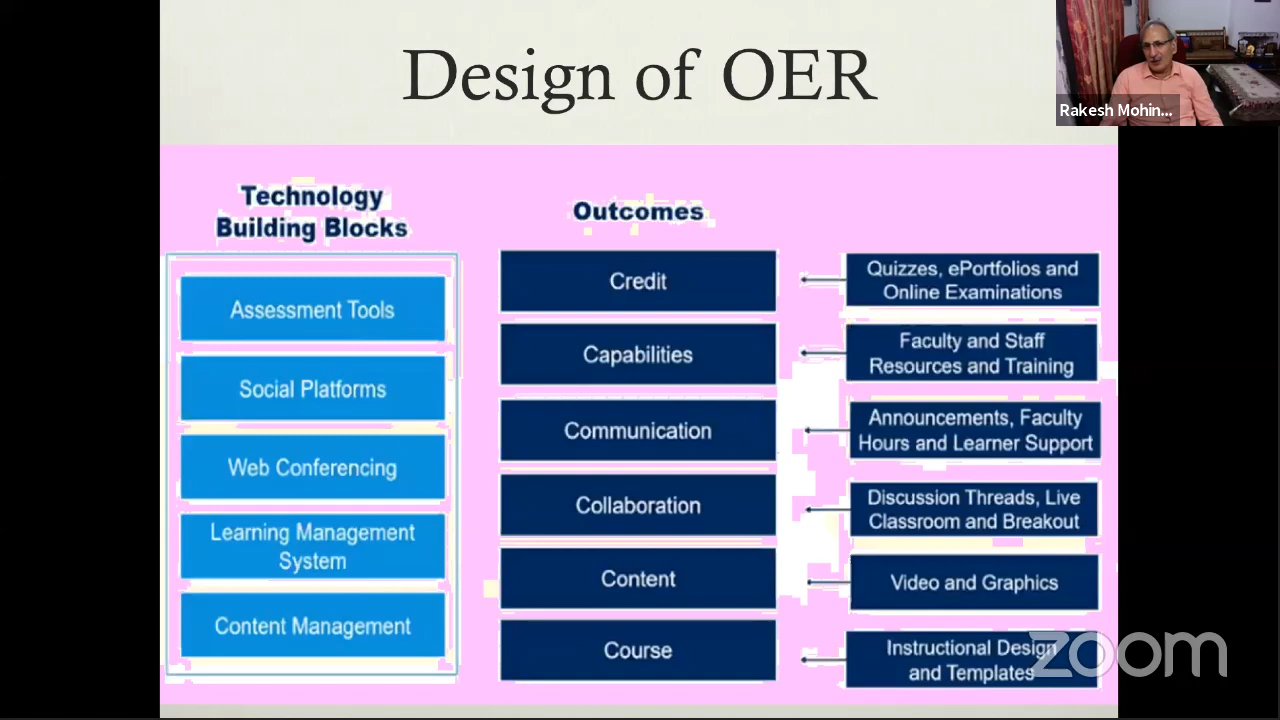 Design of OER
Rakesh Mohin...
Technology
Building Blocks
Assessment Tools
Social Platforms
Web Conferencing
Learning Management
System
Content Management
Outcomes
Credit
Capabilities
Communication
Collaboration
Content
Course
Quizzes, ePortfolios and
Online Examinations
Faculty and Staff
Resources and Training
Announcements, Faculty
Hours and Learner Support
Discussion Threads, Live
Classroom and Breakout
Video and Graphics
Instructional Design
and Templates
zoom